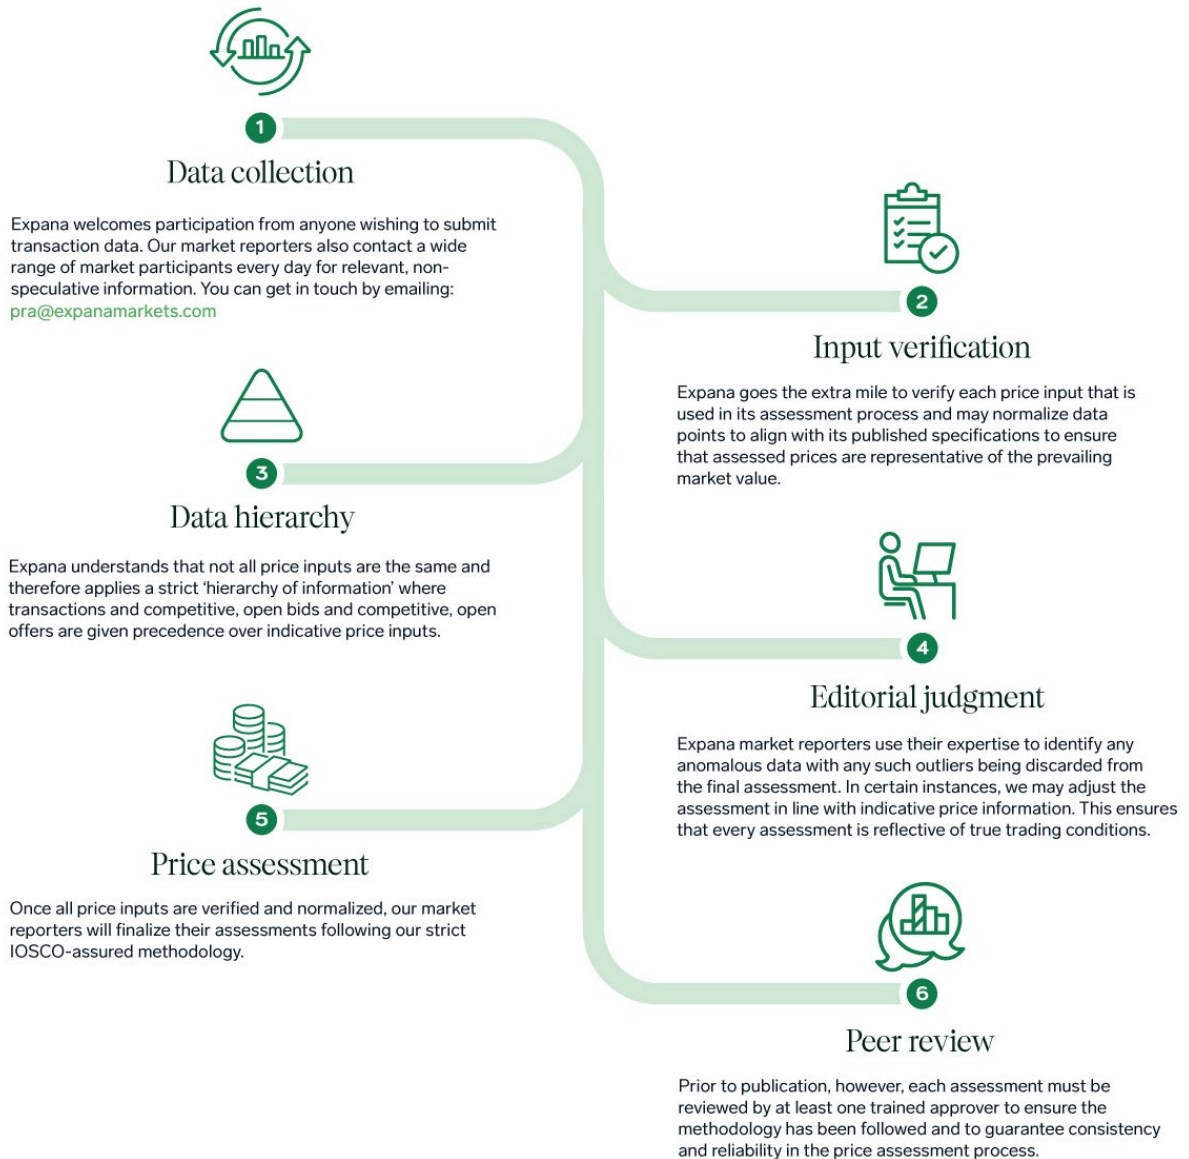 1
Data collection
Expana welcomes participation from anyone wishing to submit
transaction data. Our market reporters also contact a wide
range of market participants every day for relevant, non-
speculative information. You can get in touch by emailing:
pra@expanamarkets.com
2
Input verification
Expana goes the extra mile to verify each price input that is
used in its assessment process and may normalize data
points to align with its published specifications to ensure
that assessed prices are representative of the prevailing
market value.
3
Data hierarchy
Expana understands that not all price inputs are the same and
therefore applies a strict ‘hierarchy of information’ where
transactions and competitive, open bids and competitive, open
offers are given precedence over indicative price inputs.
4
Editorial judgment
Expana market reporters use their expertise to identify any
anomalous data with any such outliers being discarded from
the final assessment. In certain instances, we may adjust the
assessment in line with indicative price information. This ensures
that every assessment is reflective of true trading conditions.
5
Price assessment
Once all price inputs are verified and normalized, our market
reporters will finalize their assessments following our strict
IOSCO-assured methodology.
6
Peer review
Prior to publication, however, each assessment must be
reviewed by at least one trained approver to ensure the
methodology has been followed and to guarantee consistency
and reliability in the price assessment process.